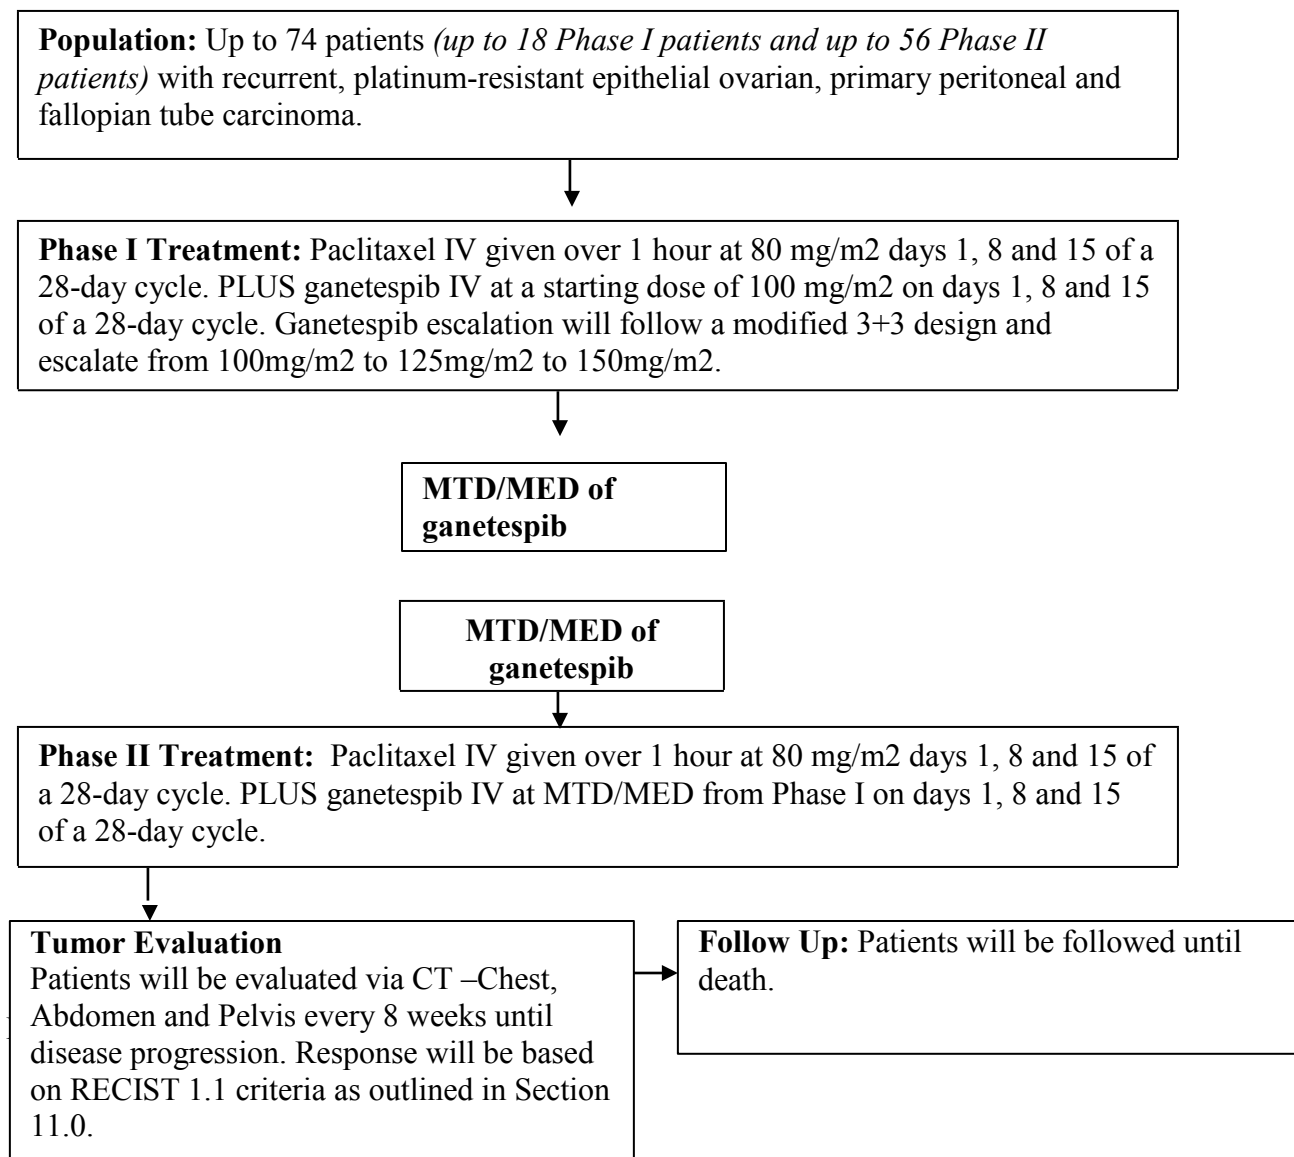 Population: Up to 74 patients (up to 18 Phase I patients and up to 56 Phase II
patients) with recurrent, platinum-resistant epithelial ovarian, primary peritoneal and
fallopian tube carcinoma.
Phase I Treatment: Paclitaxel IV given over 1 hour at 80 mg/m2 days 1, 8 and 15 of a
28-day cycle. PLUS ganetespib IV at a starting dose of 100 mg/m2 on days 1, 8 and 15
of a 28-day cycle. Ganetespib escalation will follow a modified 3+3 design and
escalate from 100mg/m2 to 125mg/m2 to 150mg/m2.
MTD/MED of
ganetespib
MTD/MED of
ganetespib
Phase II Treatment: Paclitaxel IV given over 1 hour at 80 mg/m2 days 1, 8 and 15 of
a 28-day cycle. PLUS ganetespib IV at MTD/MED from Phase I on days 1, 8 and 15
of a 28-day cycle.
Tumor Evaluation
Patients will be evaluated via CT –Chest,
Abdomen and Pelvis every 8 weeks until
disease progression. Response will be based
on RECIST 1.1 criteria as outlined in Section
11.0.
Follow Up: Patients will be followed until
death.